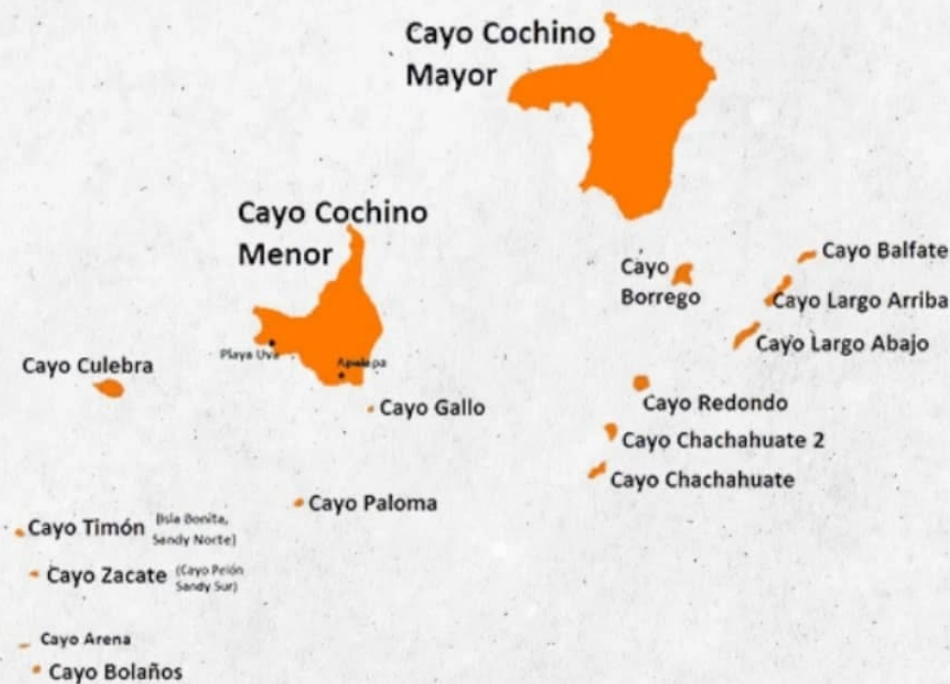 Cayo Cochino
Mayor
Cayo Cochino
Menor
Cayo Balfate
Cayo
Borrego
Cayo Largo Arriba
Cayo Largo Abajo
Playa Uva
Cayo Culebra
Cayo Gallo
Cayo Redondo
Cayo Chachahuate 2
Cayo Chachahuate
Cayo Paloma
Cayo Timón (Isla Bonita,
Sandy Norte)
Cayo Zacate (Cayo Pelón
Sandy Sur)
Cayo Arena
Cayo Bolaños